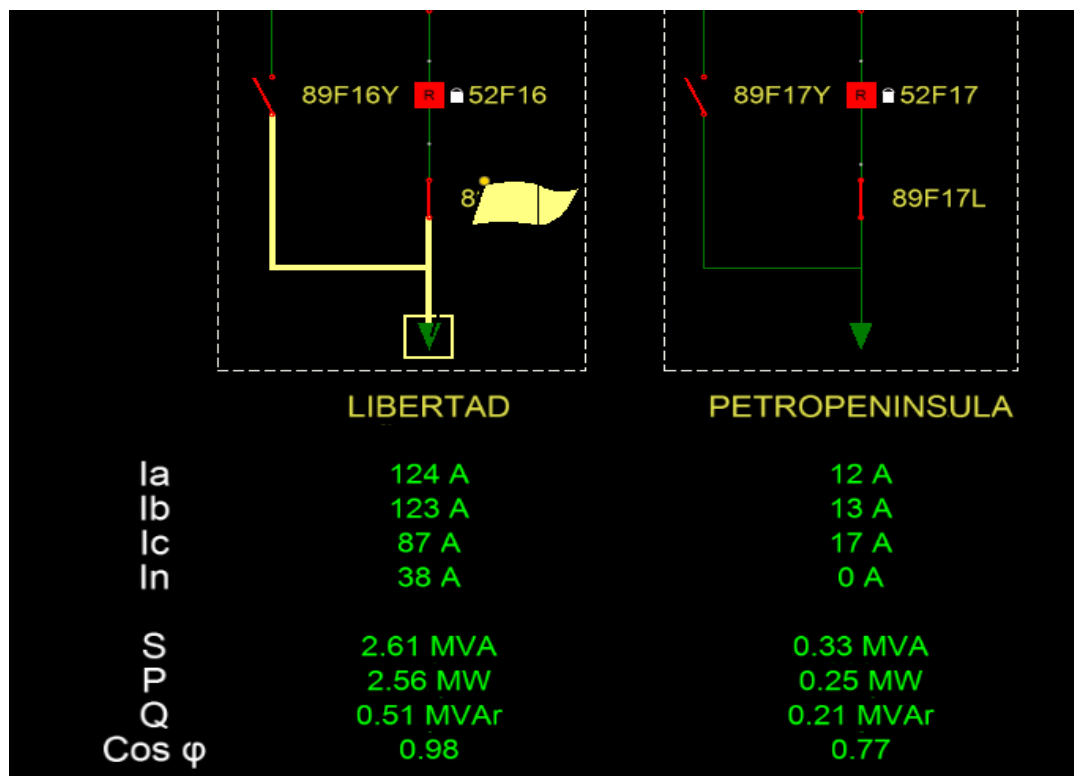 89F16Y R 52F16 89F17Y R 52F17
8 89F17L
LIBERTAD PETROPENINSULA
Ia 124 A 12 A
Ib 123 A 13 A
Ic 87 A 17 A
In 38 A 0 A
S 2.61 MVA 0.33 MVA
P 2.56 MW 0.25 MW
Q 0.51 MVAr 0.21 MVAr
Cos φ 0.98 0.77